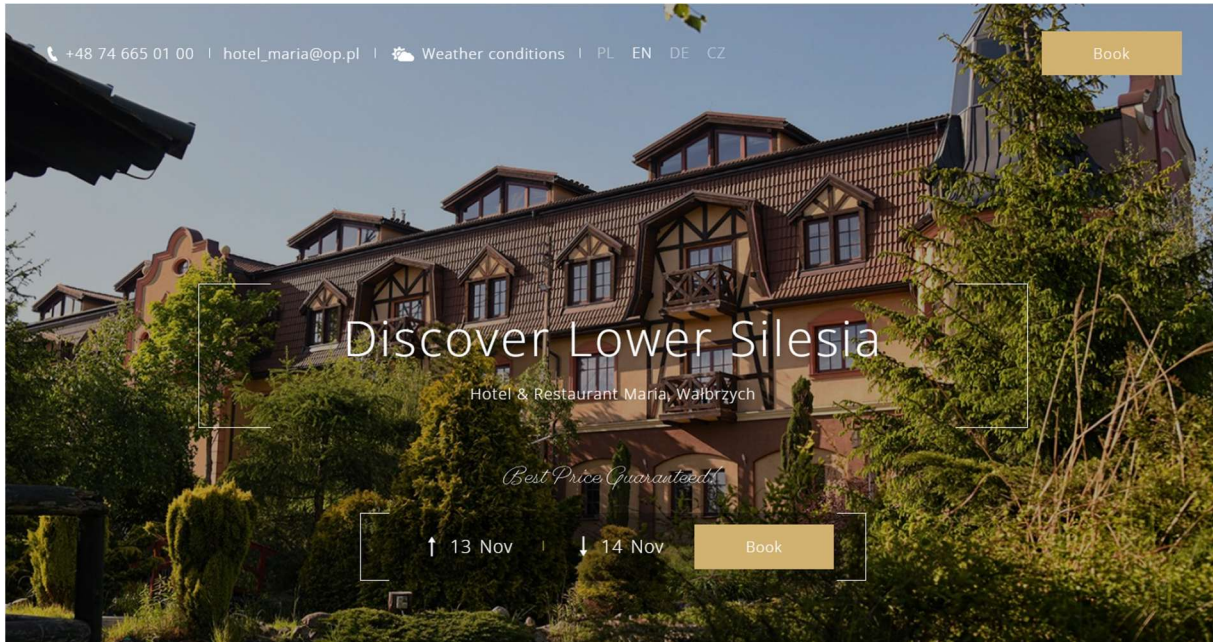 +48 74 665 01 00 | hotel_maria@op.pl | Weather conditions | PL EN DE CZ Book
Discover Lower Silesia
Hotel & Restaurant Maria, Wałbrzych
Best Price Guaranteed!
13 Nov | 14 Nov Book